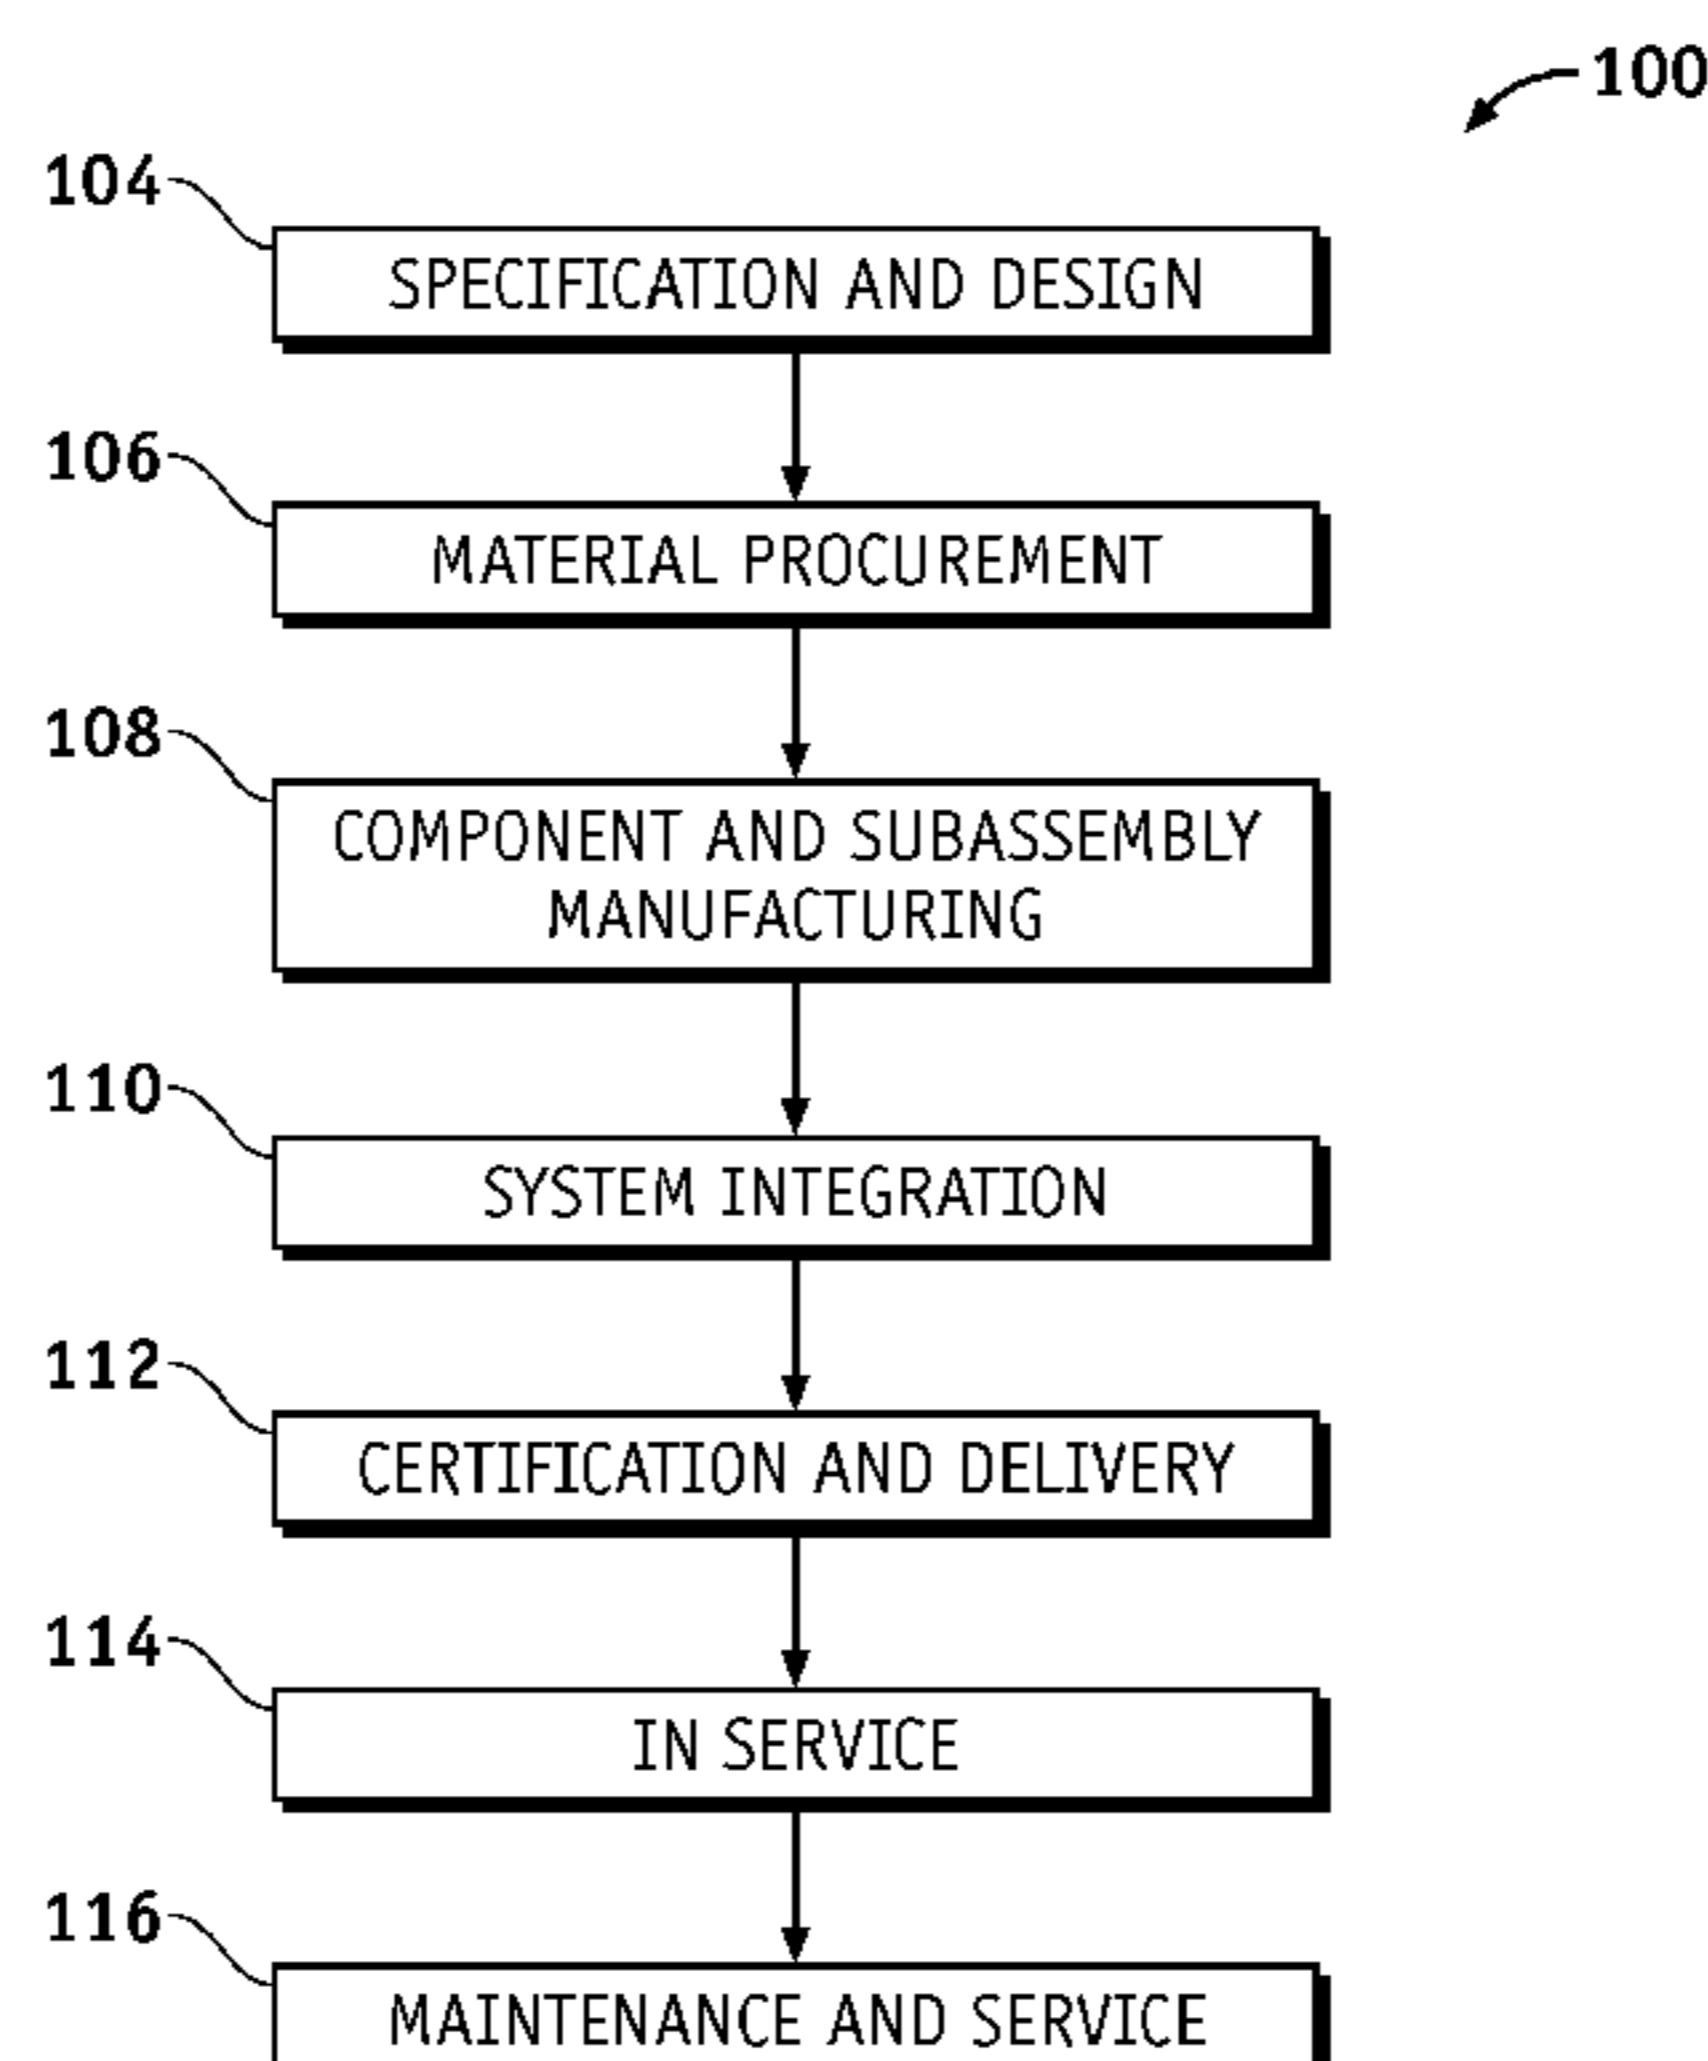 100
104
SPECIFICATION AND DESIGN
106
MATERIAL PROCUREMENT
108
COMPONENT AND SUBASSEMBLY
MANUFACTURING
110
SYSTEM INTEGRATION
112
CERTIFICATION AND DELIVERY
114
IN SERVICE
116
MAINTENANCE AND SERVICE